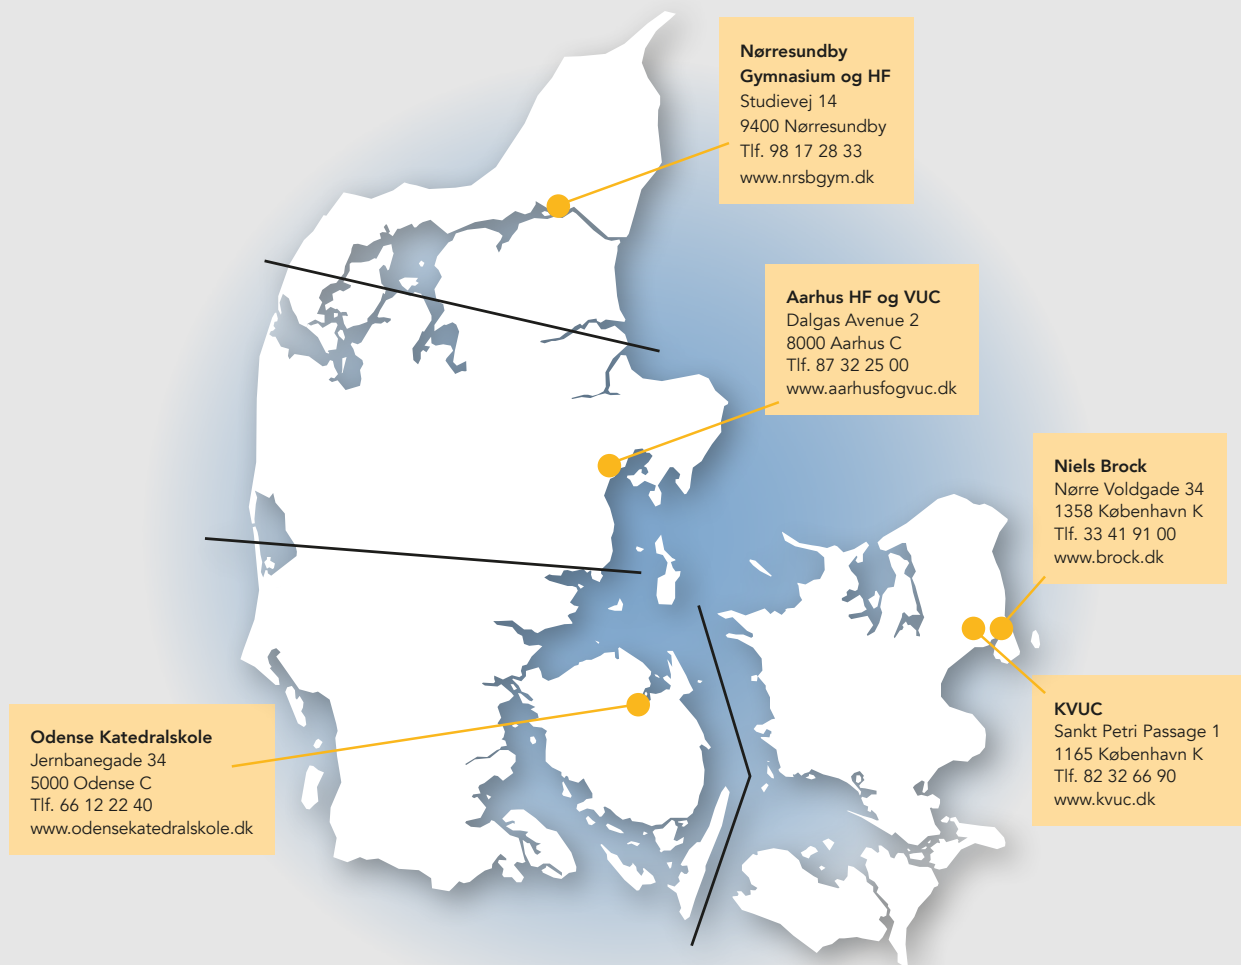 Nørresundby
Gymnasium og HF
Studievej 14
9400 Nørresundby
Tlf. 98 17 28 33
www.nrsbgym.dk
Aarhus HF og VUC
Dalgas Avenue 2
8000 Aarhus C
Tlf. 87 32 25 00
www.aarhusfogvuc.dk
Niels Brock
Nørre Voldgade 34
1358 København K
Tlf. 33 41 91 00
www.brock.dk
KVUC
Sankt Petri Passage 1
1165 København K
Tlf. 82 32 66 90
www.kvuc.dk
Odense Katedralskole
Jernbanegade 34
5000 Odense C
Tlf. 66 12 22 40
www.odensekatedralskole.dk